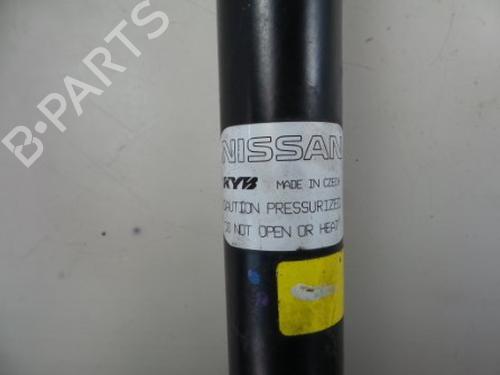 B-PARTS
NISSAN
KYB MADE IN CZECH
CAUTION PRESSURIZED
DO NOT OPEN OR HEAT